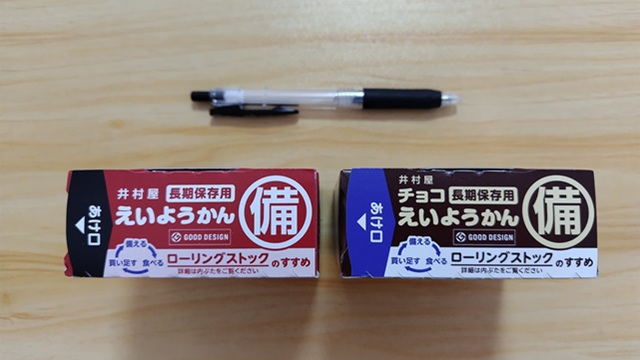 井村屋
長期保存用
えいようかん
備
GOOD DESIGN
あけ口
備える
買い足す 食べる
ローリングストックのすすめ
詳細は内ぶたをご覧ください
井村屋
チョコ 長期保存用
えいようかん
備
GOOD DESIGN
あけ口
備える
買い足す 食べる
ローリングストックのすすめ
詳細は内ぶたをご覧ください